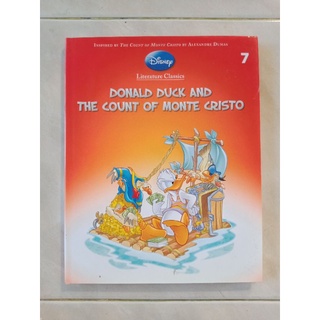 INSPIRED BY THE COUNT OF MONTE CRISTO BY ALEXANDRE DUMAS
7
Disney
Literature Classics
DONALD DUCK AND
THE COUNT OF MONTE CRISTO